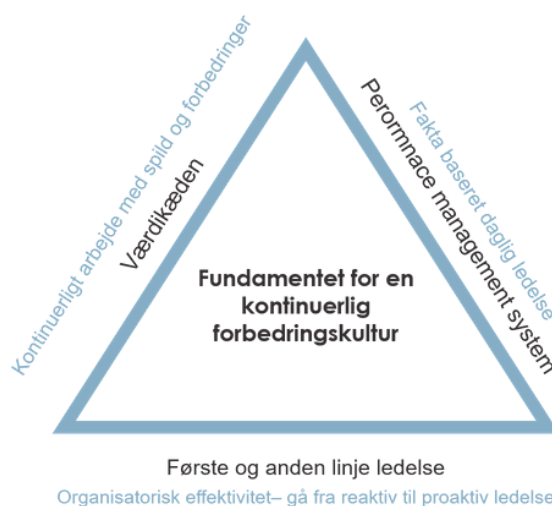 Kontinuerligt arbejde med spild og forbedringer
Værdikæden
Fakta baseret daglig ledelse
Perormnace management system
Fundamentet for en
kontinuerlig
forbedringskultur
Første og anden linje ledelse
Organisatorisk effektivitet– gå fra reaktiv til proaktiv ledelse